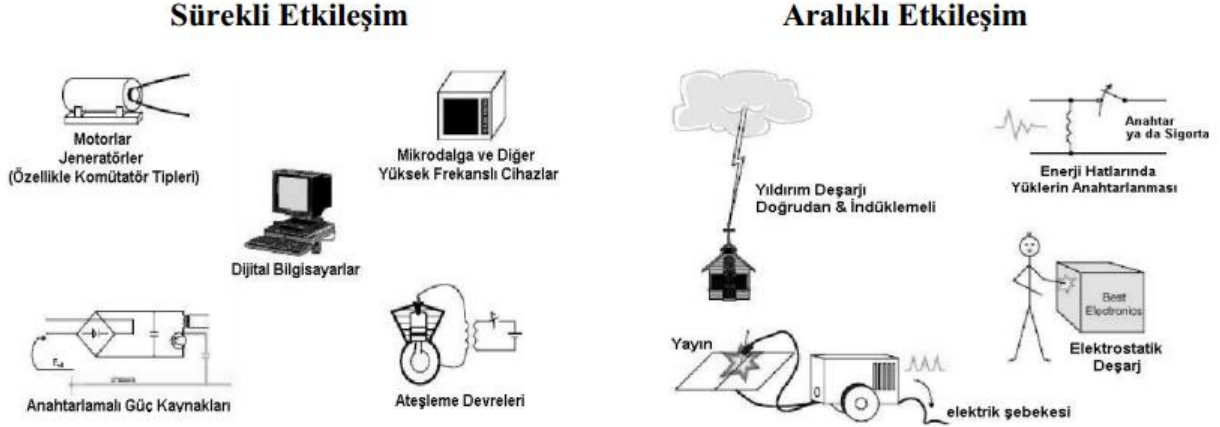 Sürekli Etkileşim
Motorlar
Jeneratörler
(Özellikle Komütatör Tipleri)
Mikrodalga ve Diğer
Yüksek Frekanslı Cihazlar
Dijital Bilgisayarlar
Anahtarlamalı Güç Kaynakları
Ateşleme Devreleri
Aralıklı Etkileşim
Yıldırım Deşarjı
Doğrudan & İndüklemeli
Anahtar
ya da Sigorta
Enerji Hatlarında
Yüklerin Anahtarlanması
Best
Electronics
Elektrostatik
Deşarj
Yayın
elektrik şebekesi